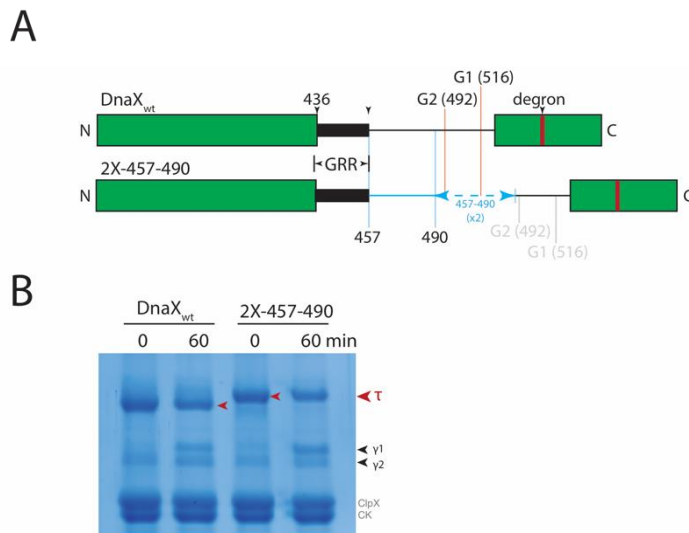 A
G1 (516)
DnaXwt 436 G2 (492) degron
N C
2X-457-490 GRR
N 457-490 C
(x2)
G2 (492)
457 490 G1 (516)
B
DnaXwt 2X-457-490
0 60 0 60 min
τ
γ1
γ2
ClpX
CK